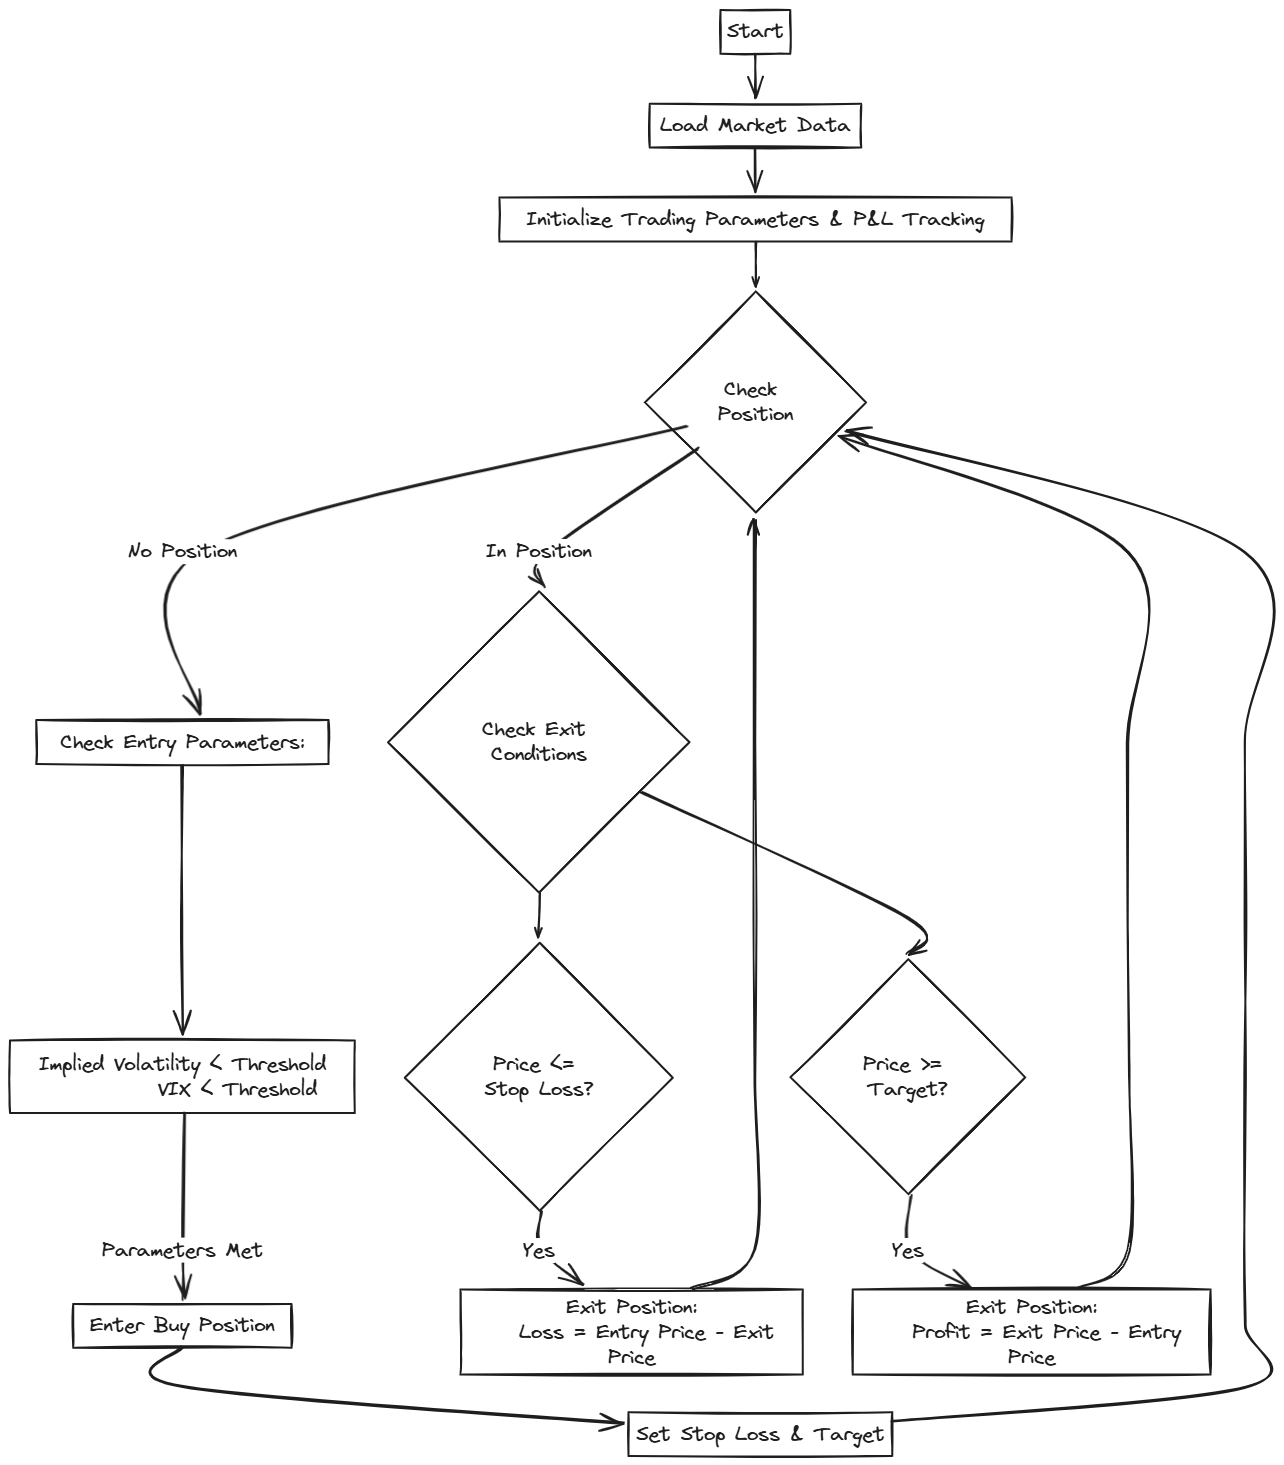 Start
Load Market Data
Initialize Trading Parameters & P&L Tracking
Check
Position
No Position
In Position
Check Entry Parameters:
Check Exit
Conditions
Implied Volatility < Threshold
VIX < Threshold
Price <=
Stop Loss?
Price >=
Target?
Parameters Met
Yes
Yes
Enter Buy Position
Exit Position:
Loss = Entry Price - Exit
Price
Exit Position:
Profit = Exit Price - Entry
Price
Set Stop Loss & Target